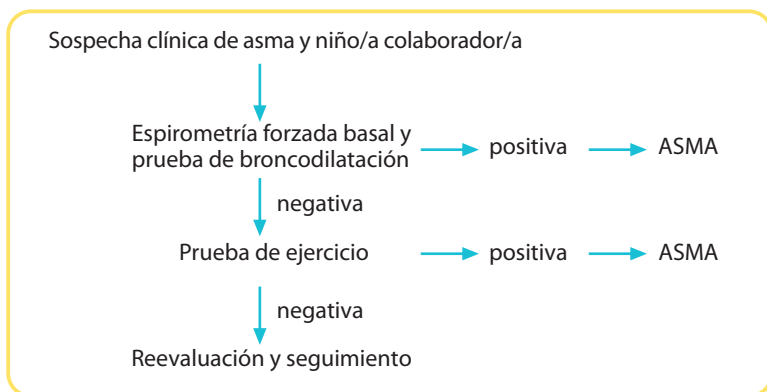 Sospecha clínica de asma y niño/a colaborador/a
Espirometría forzada basal y
prueba de broncodilatación
positiva
ASMA
negativa
Prueba de ejercicio
positiva
ASMA
negativa
Reevaluación y seguimiento